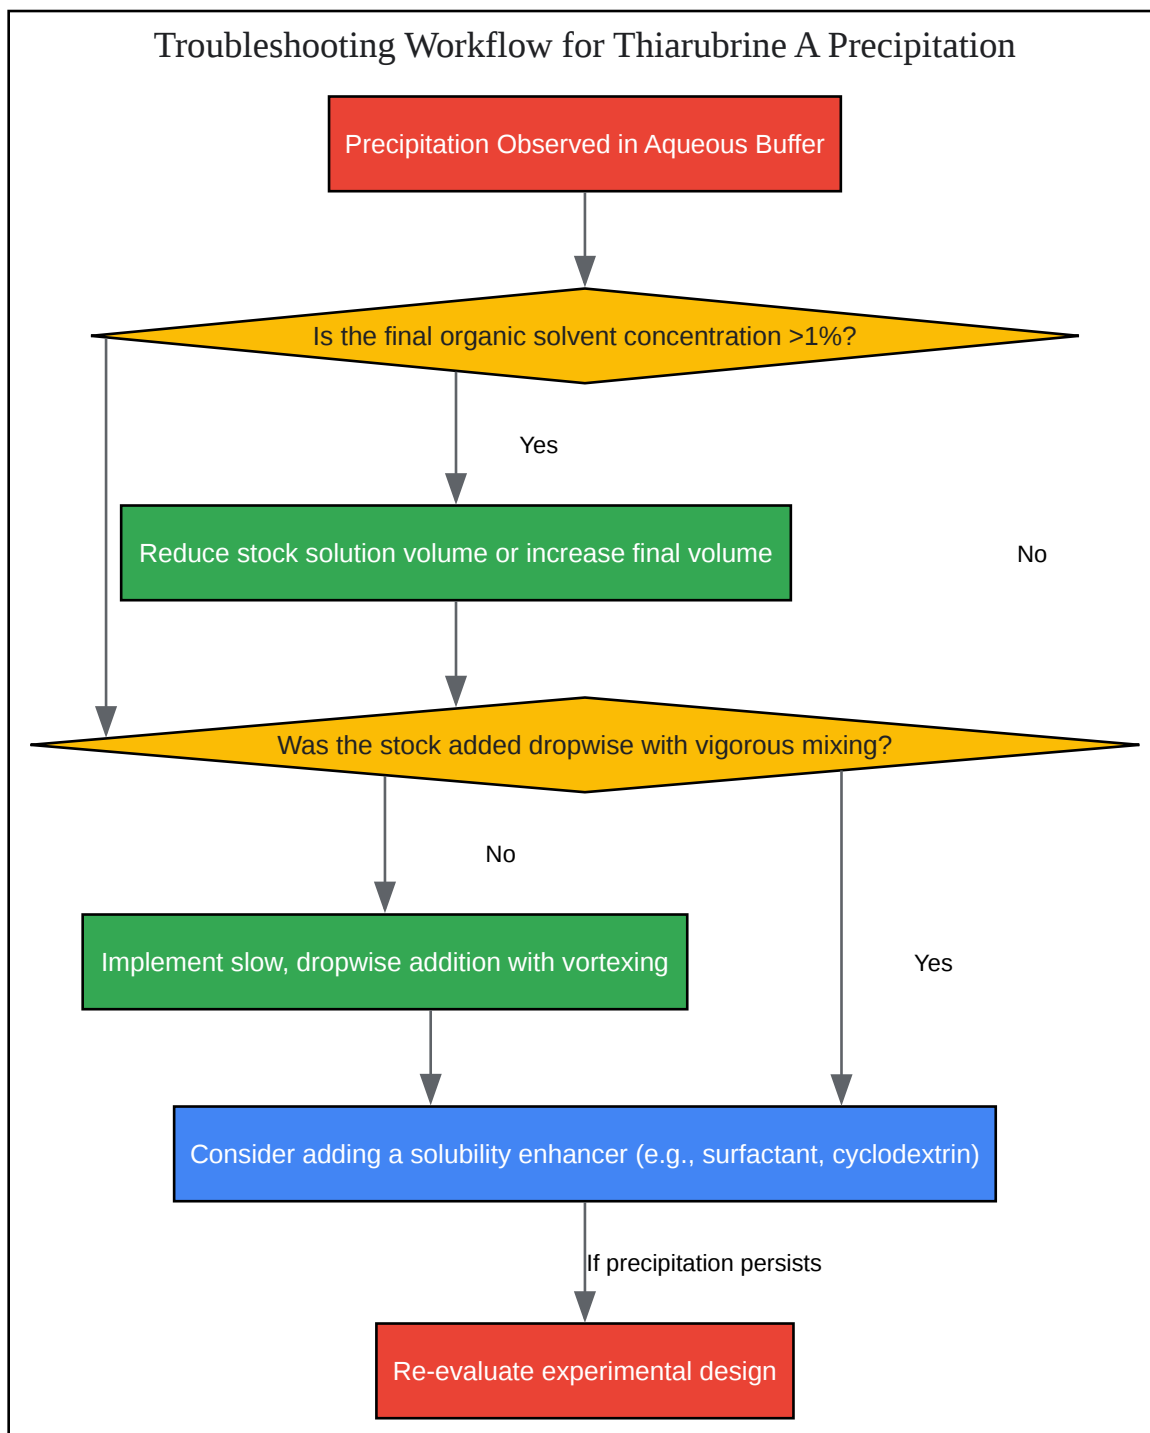 Troubleshooting Workflow for Thiarubrine A Precipitation
Precipitation Observed in Aqueous Buffer
Is the final organic solvent concentration >1%?
Yes
Reduce stock solution volume or increase final volume
No
Was the stock added dropwise with vigorous mixing?
No
Implement slow, dropwise addition with vortexing
Yes
Consider adding a solubility enhancer (e.g., surfactant, cyclodextrin)
If precipitation persists
Re-evaluate experimental design